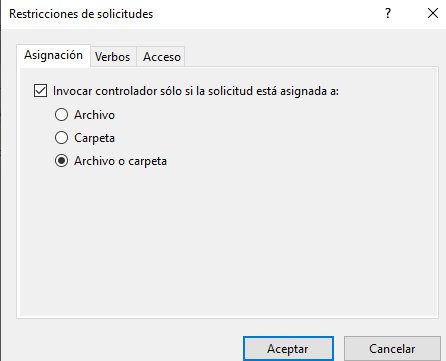 Restricciones de solicitudes
Asignación Verbos Acceso
Invocar controlador sólo si la solicitud está asignada a:
Archivo
Carpeta
Archivo o carpeta
Aceptar Cancelar